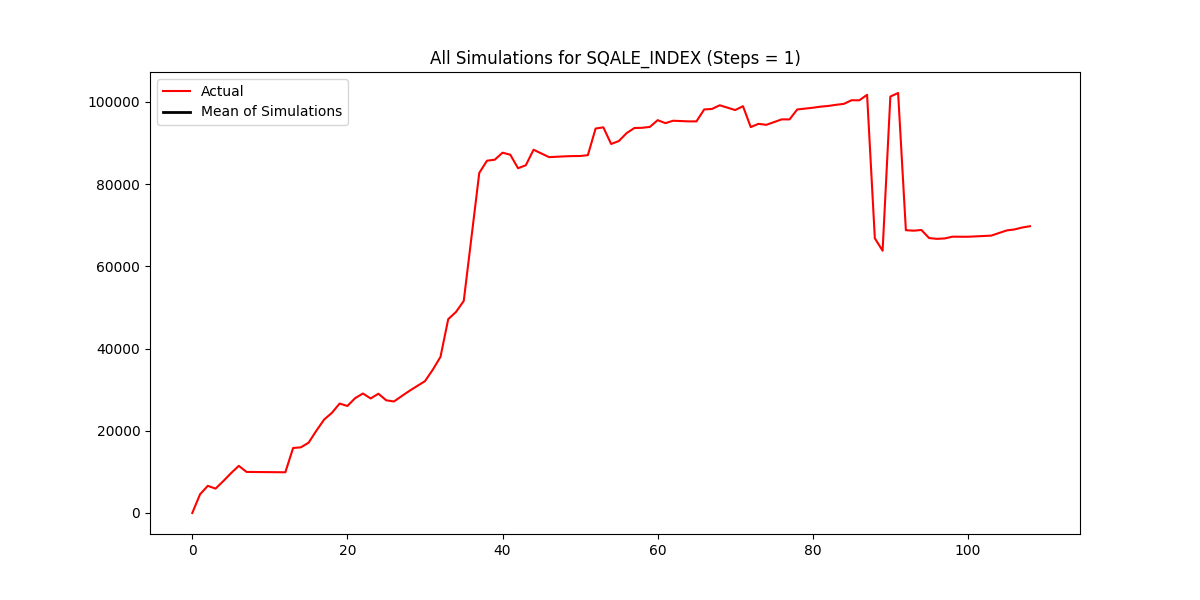 All Simulations for SQALE_INDEX (Steps = 1)
Actual
Mean of Simulations
100000
80000
60000
40000
20000
0
0 20 40 60 80 100